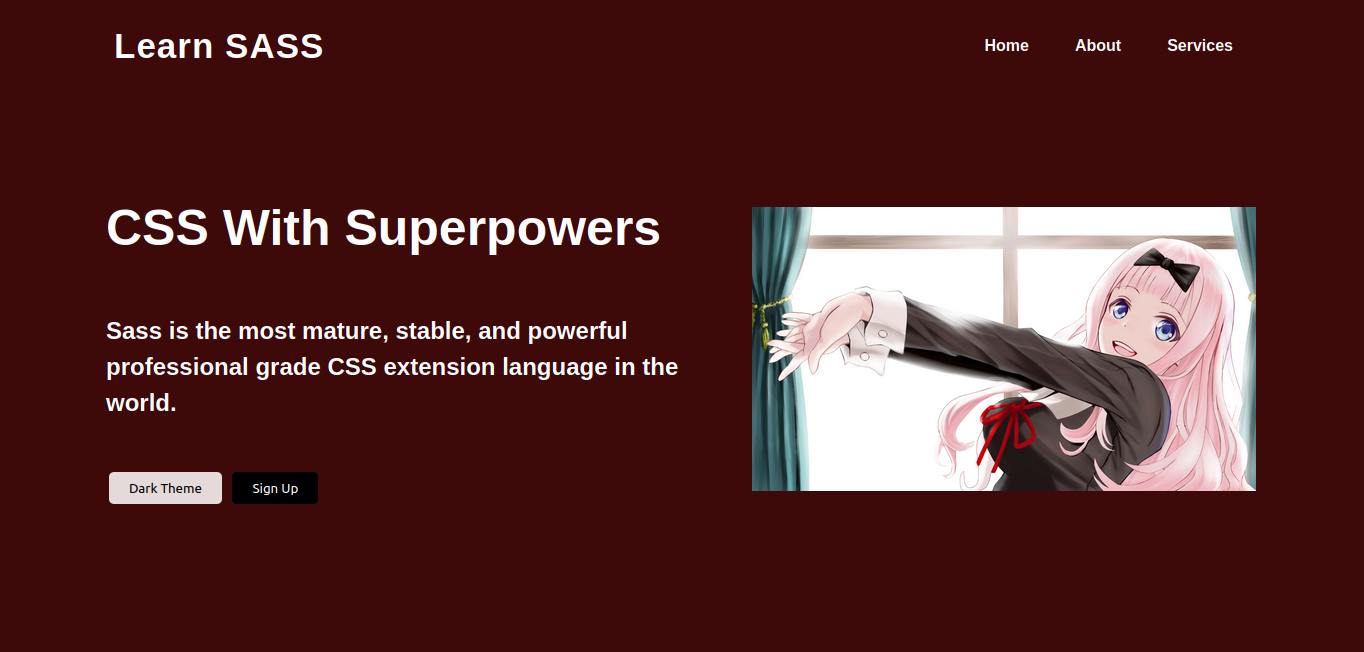 Learn SASS
Home
About
Services
CSS With Superpowers
Sass is the most mature, stable, and powerful
professional grade CSS extension language in the
world.
Dark Theme
Sign Up